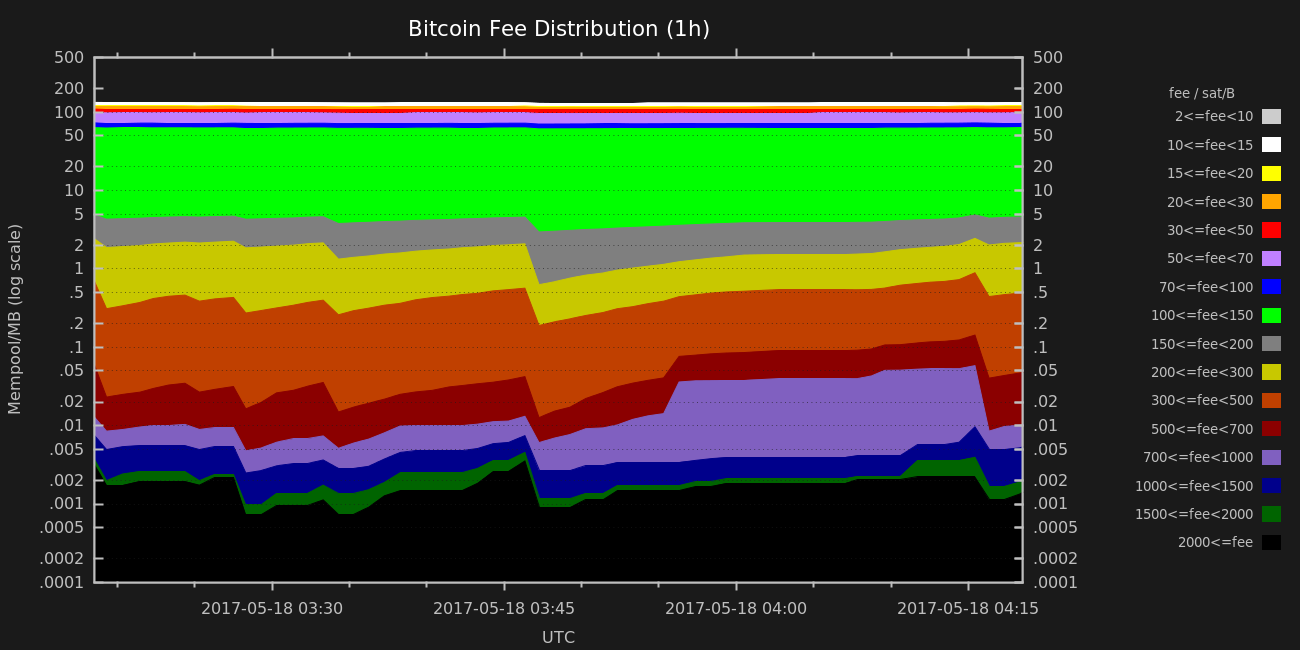 Bitcoin Fee Distribution (1h)
500
200
100
50
20
10
5
2
1
.5
.2
.1
.05
.02
.01
.005
.002
.001
.0005
.0002
.0001
Mempool/MB (log scale)
500
200
100
50
20
10
5
2
1
.5
.2
.1
.05
.02
.01
.005
.002
.001
.0005
.0002
.0001
2017-05-18 03:30
2017-05-18 03:45
2017-05-18 04:00
2017-05-18 04:15
UTC
fee / sat/B
2<=fee<10
10<=fee<15
15<=fee<20
20<=fee<30
30<=fee<50
50<=fee<70
70<=fee<100
100<=fee<150
150<=fee<200
200<=fee<300
300<=fee<500
500<=fee<700
700<=fee<1000
1000<=fee<1500
1500<=fee<2000
2000<=fee